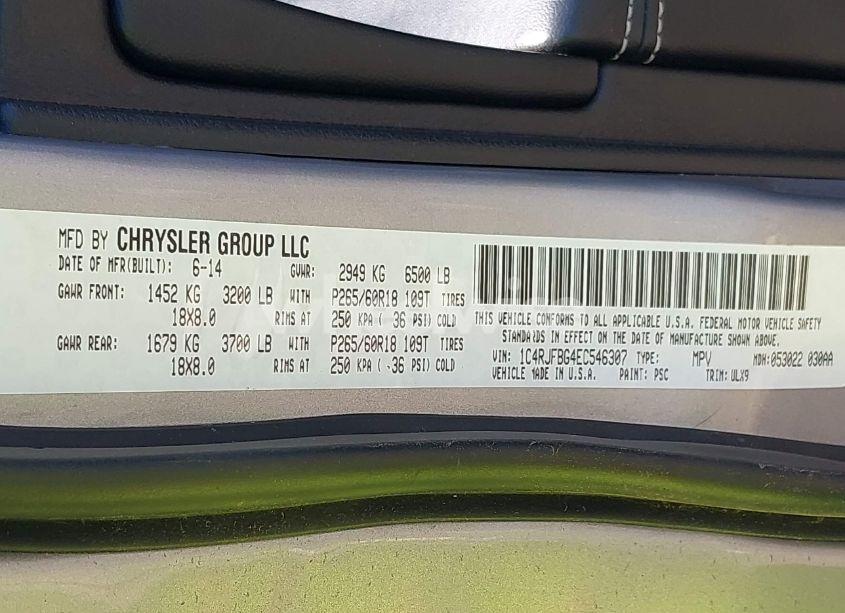 MFD BY CHRYSLER GROUP LLC
DATE OF MFR(BUILT): 6-14 GVWR: 2949 KG 6500 LB
GAWR FRONT: 1452 KG 3200 LB WITH P265/60R18 109T TIRES
18X8.0 RIMS AT 250 KPA ( 36 PSI) COLD
GAWR REAR: 1679 KG 3700 LB WITH P265/60R18 109T TIRES
18X8.0 RIMS AT 250 KPA ( 36 PSI) COLD
THIS VEHICLE CONFORMS TO ALL APPLICABLE U.S.A. FEDERAL MOTOR VEHICLE SAFETY
STANDARDS IN EFFECT ON THE DATE OF MANUFACTURE SHOWN ABOVE.
VIN: 1C4RJFBG4EC546307 TYPE: MPV MDH: 053022 030AA
VEHICLE MADE IN U.S.A. PAINT: PSC TRIM: ULX9